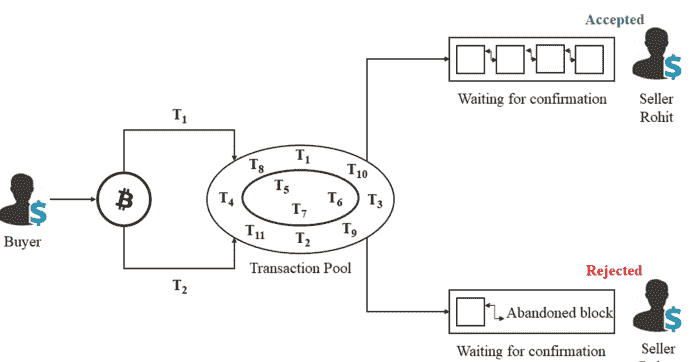 Accepted
Waiting for confirmation
Seller
Rohit
T1
T8 T1 T10
T5
T4 T6 T3
T7
T11 T2 T9
Buyer
Transaction Pool
T2
Rejected
Abandoned block
Waiting for confirmation
Seller